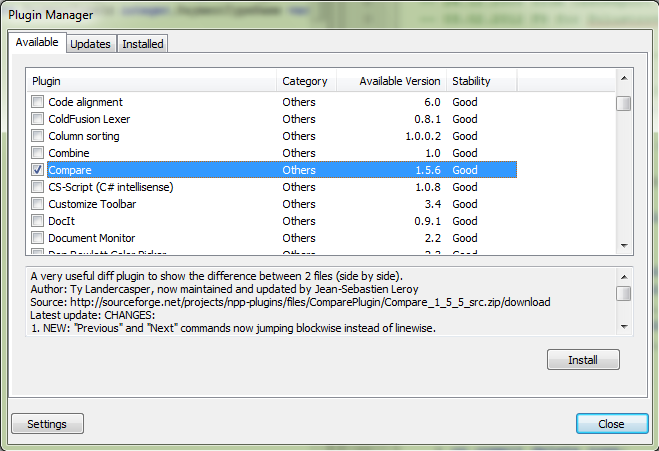 Plugin Manager
Available Updates Installed
Plugin Category Available Version Stability
Code alignment Others 6.0 Good
ColdFusion Lexer Others 0.8.1 Good
Column sorting Others 1.0.0.2 Good
Combine Others 1.0 Good
Compare Others 1.5.6 Good
CS-Script (C# intellisense) Others 1.0.8 Good
Customize Toolbar Others 3.4 Good
DocIt Others 0.9.1 Good
Document Monitor Others 2.2 Good
A very useful diff plugin to show the difference between 2 files (side by side).
Author: Ty Landercasper, now maintained and updated by Jean-Sebastien Leroy
Source: http://sourceforge.net/projects/npp-plugins/files/ComparePlugin/Compare_1_5_5_src.zip/download
Latest update: CHANGES:
1. NEW: "Previous" and "Next" commands now jumping blockwise instead of linewise.
Install
Settings Close